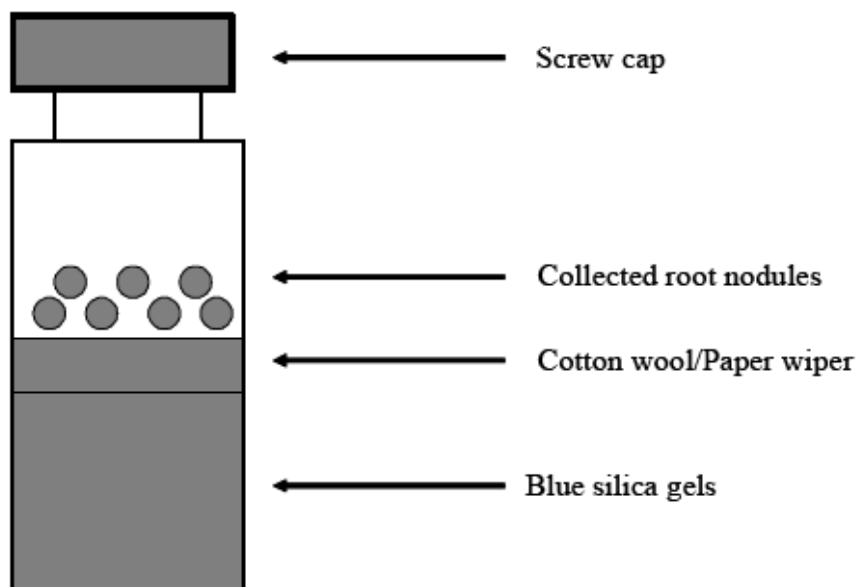 Screw cap
Collected root nodules
Cotton wool/Paper wiper
Blue silica gels